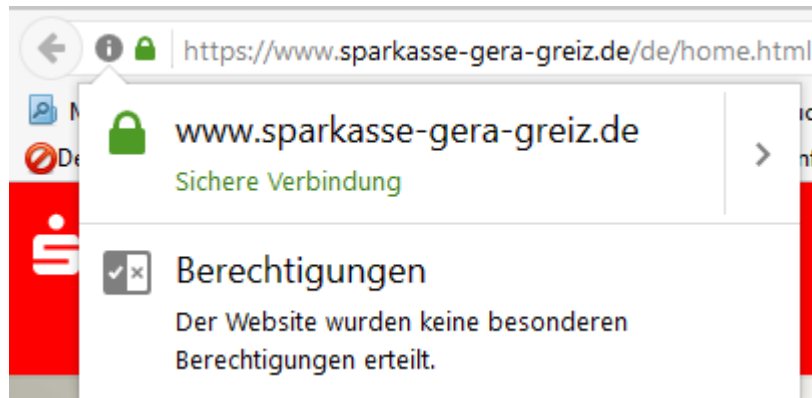 https://www.sparkasse-gera-greiz.de/de/home.html
www.sparkasse-gera-greiz.de
Sichere Verbindung
Berechtigungen
Der Website wurden keine besonderen
Berechtigungen erteilt.